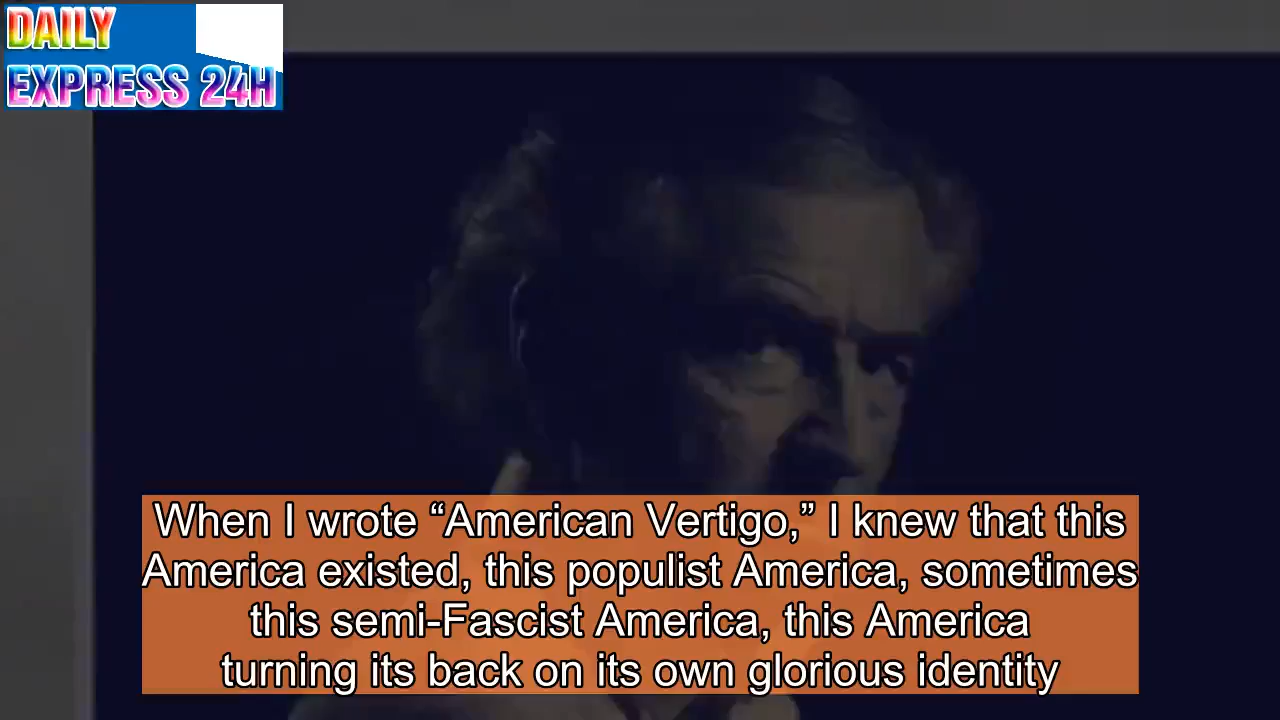 DAILY
EXPRESS 24H
When I wrote “American Vertigo,” I knew that this
America existed, this populist America, sometimes
this semi-Fascist America, this America
turning its back on its own glorious identity